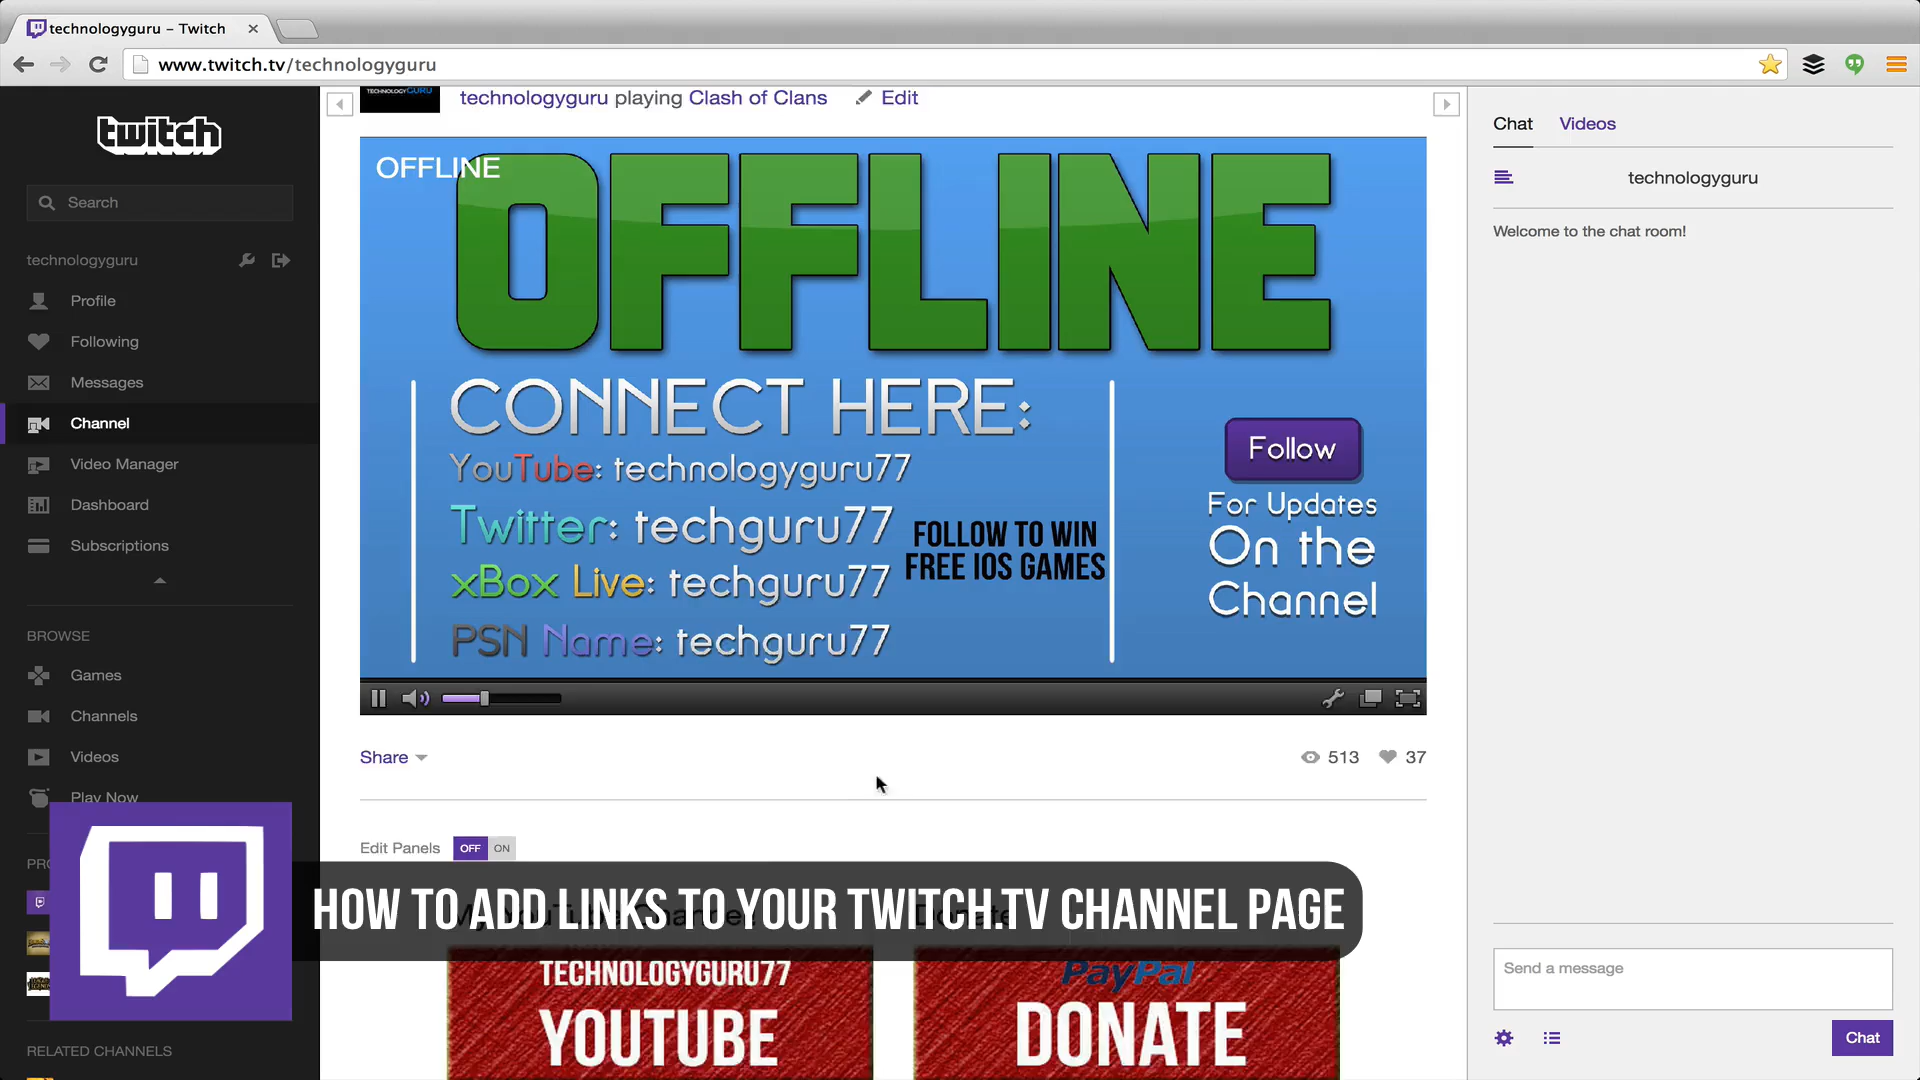 technologyguru – Twitch
www.twitch.tv/technologyguru
twitch
Search
technologyguru
Profile
Following
Messages
Channel
Video Manager
Dashboard
Subscriptions
BROWSE
Games
Channels
Videos
Play Now
RELATED CHANNELS
TECHNOLOGYGURU
technologyguru playing Clash of Clans
Edit
OFFLINE
OFFLINE
CONNECT HERE:
YouTube: technologyguru77
Twitter: techguru77
FOLLOW TO WIN
FREE IOS GAMES
xBox Live: techguru77
PSN Name: techguru77
Follow
For Updates
On the
Channel
Share
513
37
Edit Panels
OFF
ON
HOW TO ADD LINKS TO YOUR TWITCH.TV CHANNEL PAGE
TECHNOLOGYGURU77
YOUTUBE
PayPal
DONATE
Chat
Videos
technologyguru
Welcome to the chat room!
Send a message
Chat